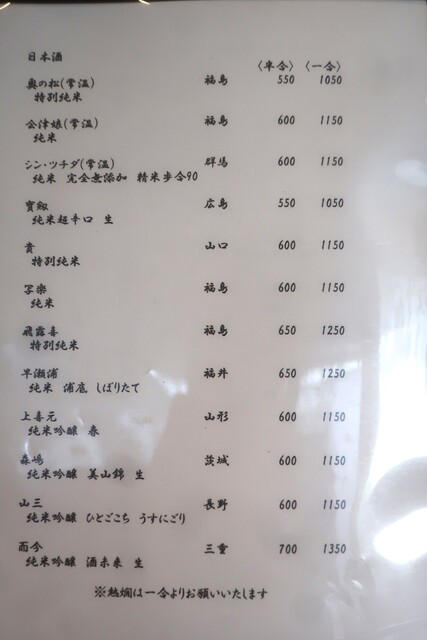 日本酒
〈半合〉 〈一合〉
奥の松(常温) 福島 550 1050
特別純米
会津娘(常温) 福島 600 1150
純米
シン・ツチダ(常温) 群馬 600 1150
純米 完全無添加 精米歩合90
寶剱 広島 550 1050
純米超辛口 生
貴 山口 600 1150
特別純米
写楽 福島 600 1150
純米
飛露喜 福島 650 1250
特別純米
早瀬浦 福井 650 1250
純米 浦底 しぼりたて
上喜元 山形 600 1150
純米吟醸 春
森嶋 茨城 600 1150
純米吟醸 美山錦 生
山三 長野 600 1150
純米吟醸 ひとごこち うすにごり
而今 三重 700 1350
純米吟醸 酒未来 生
※熱燗は一合よりお願いいたします